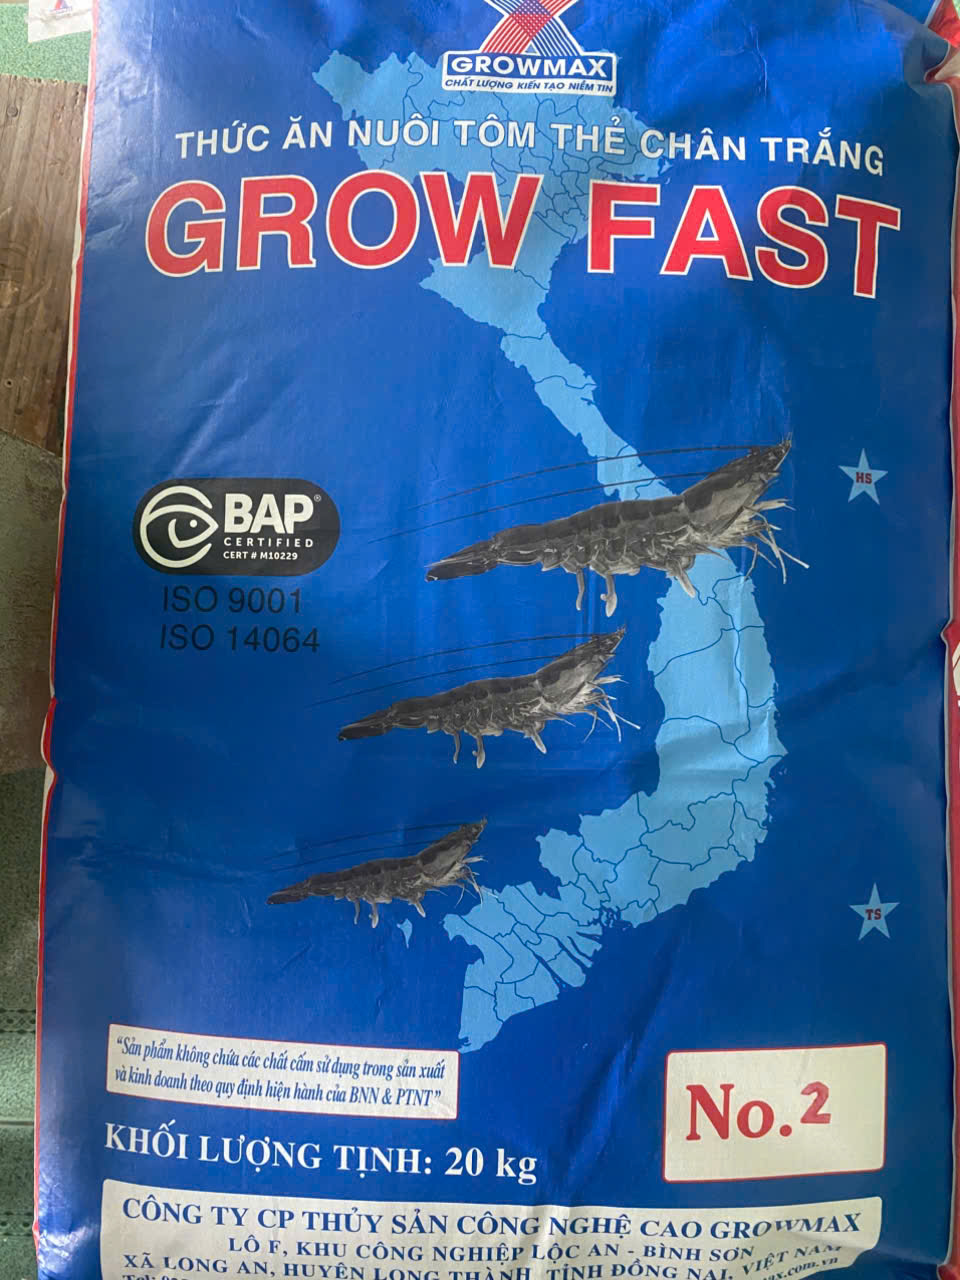 GROWMAX
CHẤT LƯỢNG KIẾN TẠO NIỀM TIN
THỨC ĂN NUÔI TÔM THẺ CHÂN TRẮNG
GROW FAST
HS
BAP®
CERTIFIED
CERT # M10229
ISO 9001
ISO 14064
TS
“Sản phẩm không chứa các chất cấm sử dụng trong sản xuất
và kinh doanh theo quy định hiện hành của BNN & PTNT”
No.2
KHỐI LƯỢNG TỊNH: 20 kg
CÔNG TY CP THỦY SẢN CÔNG NGHỆ CAO GROWMAX
LÔ F, KHU CÔNG NGHIỆP LỘC AN - BÌNH SƠN
XÃ LONG AN, HUYỆN LONG THÀNH, TỈNH ĐỒNG NAI, VIỆT NAM